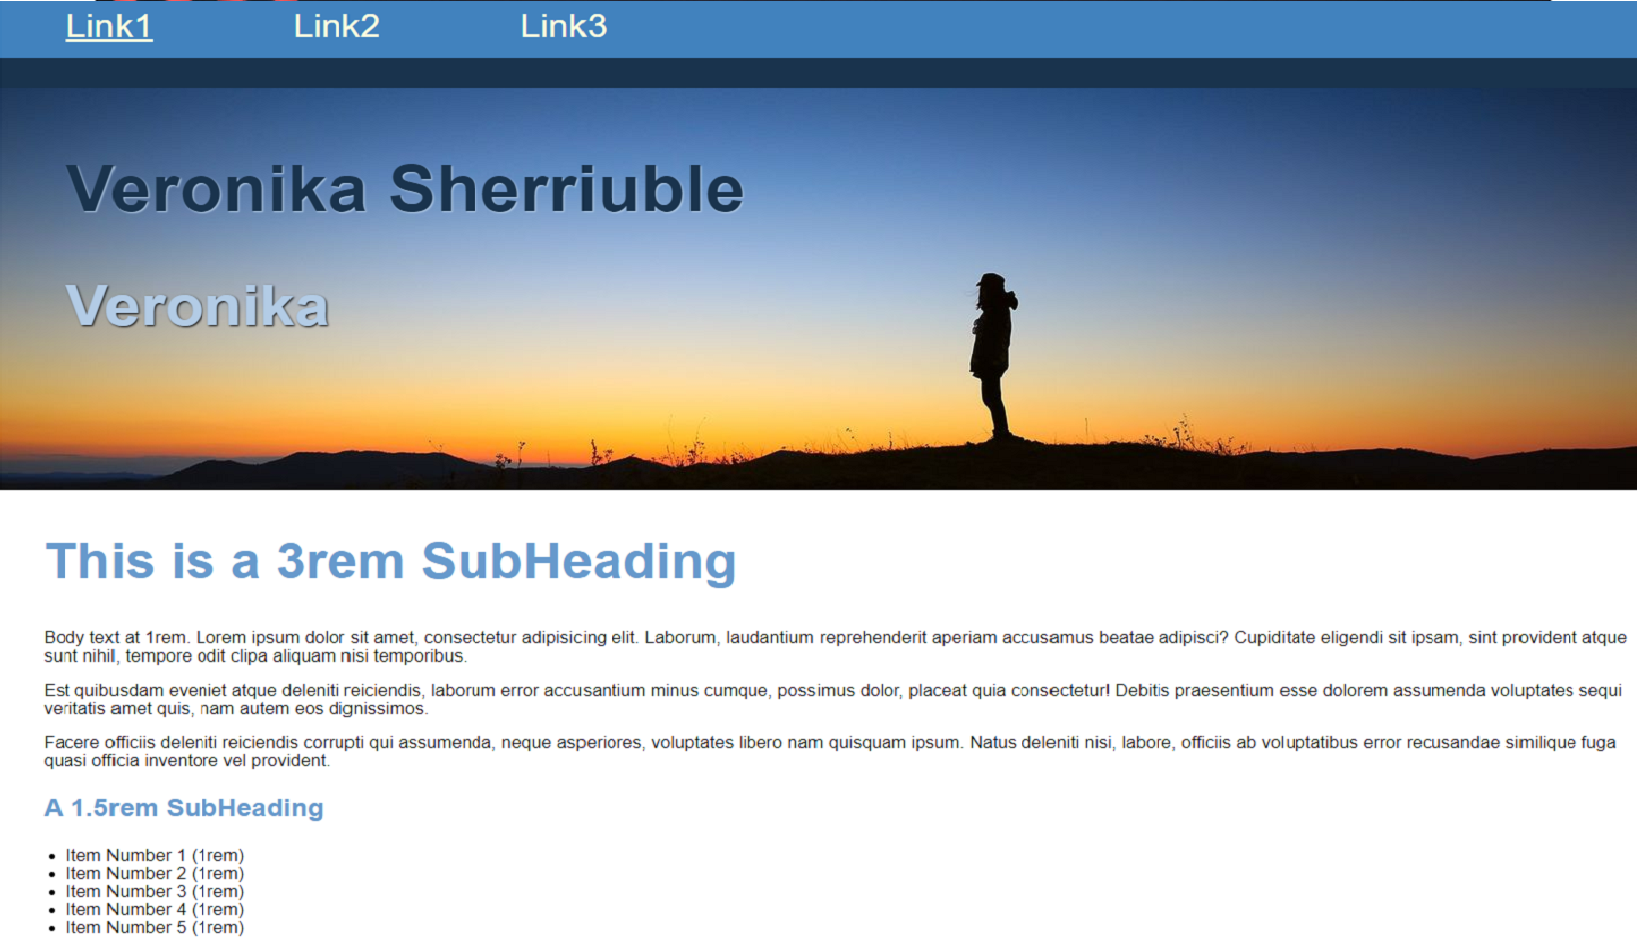 Link1 Link2 Link3
Veronika Sherriuble
Veronika
This is a 3rem SubHeading
Body text at 1rem. Lorem ipsum dolor sit amet, consectetur adipisicing elit. Laborum, laudantium reprehenderit aperiam accusamus beatae adipisci? Cupiditate eligendi sit ipsam, sint provident atque
sunt nihil, tempore odit clipa aliquam nisi temporibus.
Est quibusdam eveniet atque deleniti reiciendis, laborum error accusantium minus cumque, possimus dolor, placeat quia consectetur! Debitis praesentium esse dolorem assumenda voluptates sequi
veritatis amet quis, nam autem eos dignissimos.
Facere officiis deleniti reiciendis corrupti qui assumenda, neque asperiores, voluptates libero nam quisquam ipsum. Natus deleniti nisi, labore, officiis ab voluptatibus error recusandae similique fuga
quasi officia inventore vel provident.
A 1.5rem SubHeading
• Item Number 1 (1rem)
• Item Number 2 (1rem)
• Item Number 3 (1rem)
• Item Number 4 (1rem)
• Item Number 5 (1rem)